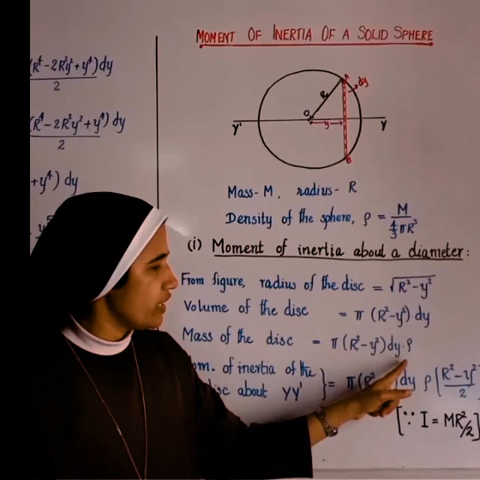 MOMENT OF INERTIA OF A SOLID SPHERE
(R⁴-2R²y²+y⁴)dy / 2
(R⁴-2R²y²+y⁴) dy / 2
+y⁴) dy
R
A
dy
O
y
Y'
Y
B
Mass-M, radius- R
Density of the sphere, ρ = M / (4/3 πR³)
(i) Moment of inertia about a diameter:
From figure, radius of the disc = √(R²-y²)
Volume of the disc = π (R²-y²) dy
Mass of the disc = π (R²-y²) dy.ρ
of inertia of the
disc about YY' } = π(R² dy ρ (R²-y²) / 2
[∵ I = MR²/2]